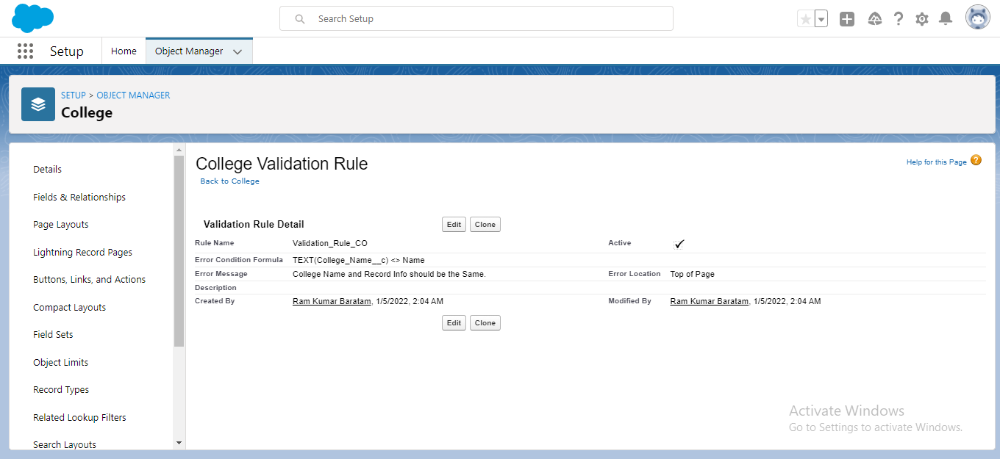 Search Setup
Setup
Home
Object Manager
SETUP > OBJECT MANAGER
College
Details
Fields & Relationships
Page Layouts
Lightning Record Pages
Buttons, Links, and Actions
Compact Layouts
Field Sets
Object Limits
Record Types
Related Lookup Filters
Search Layouts
College Validation Rule
Help for this Page ?
Back to College
Validation Rule Detail
Edit Clone
Rule Name Validation_Rule_CO Active
Error Condition Formula TEXT(College_Name__c) <> Name
Error Message College Name and Record Info should be the Same. Error Location Top of Page
Description
Created By Ram Kumar Baratam, 1/5/2022, 2:04 AM Modified By Ram Kumar Baratam, 1/5/2022, 2:04 AM
Edit Clone
Activate Windows
Go to Settings to activate Windows.